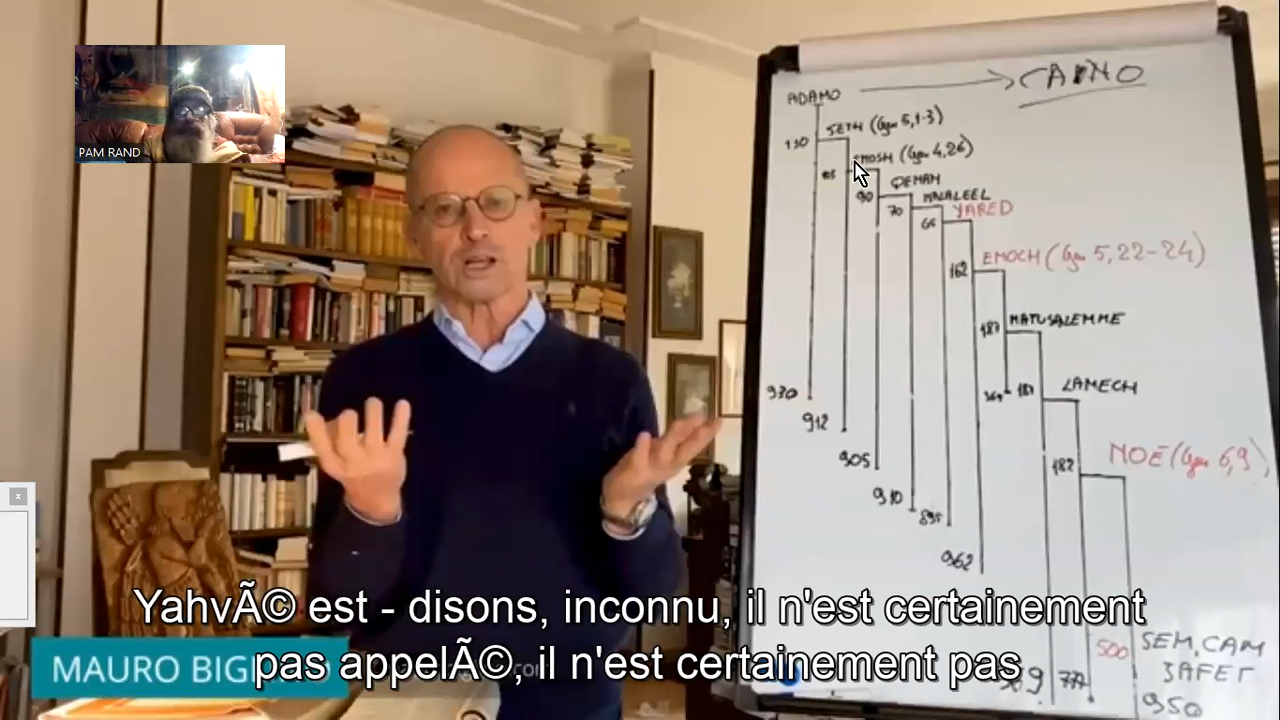 PAM RAND
CAINO
ADAMO
SETH (Gen 5,1-3)
130
ENOSH (Gen 4,26)
90
QENAN
70
MALALEEL
65
YARED
162
ENOCH (Gen 5,22-24)
MATUSALEMME
187
LAMECH
930
912
905
NOE (Gen 6,9),
182
910
895
962
500
SEM, CAM
JAFET
777
950
YahvÃ© est - disons, inconnu, il n'est certainement
pas appelÃ©, il n'est certainement pas
MAURO BIG
x